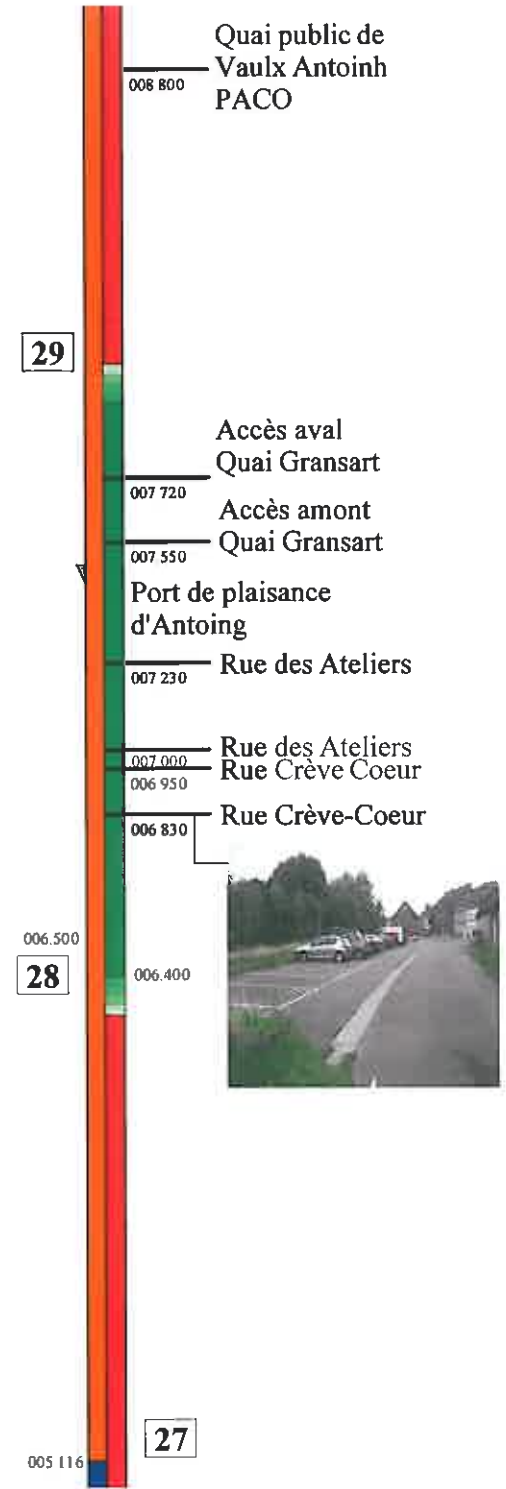 Quai public de
Vaulx Antoinh
PACO
008 800
29
Accès aval
Quai Gransart
007 720
Accès amont
Quai Gransart
007 550
Port de plaisance
d'Antoing
Rue des Ateliers
007 230
Rue des Ateliers
007 000
Rue Crève Coeur
006 950
Rue Crève-Coeur
006 830
006.500
28
006.400
27
005 116